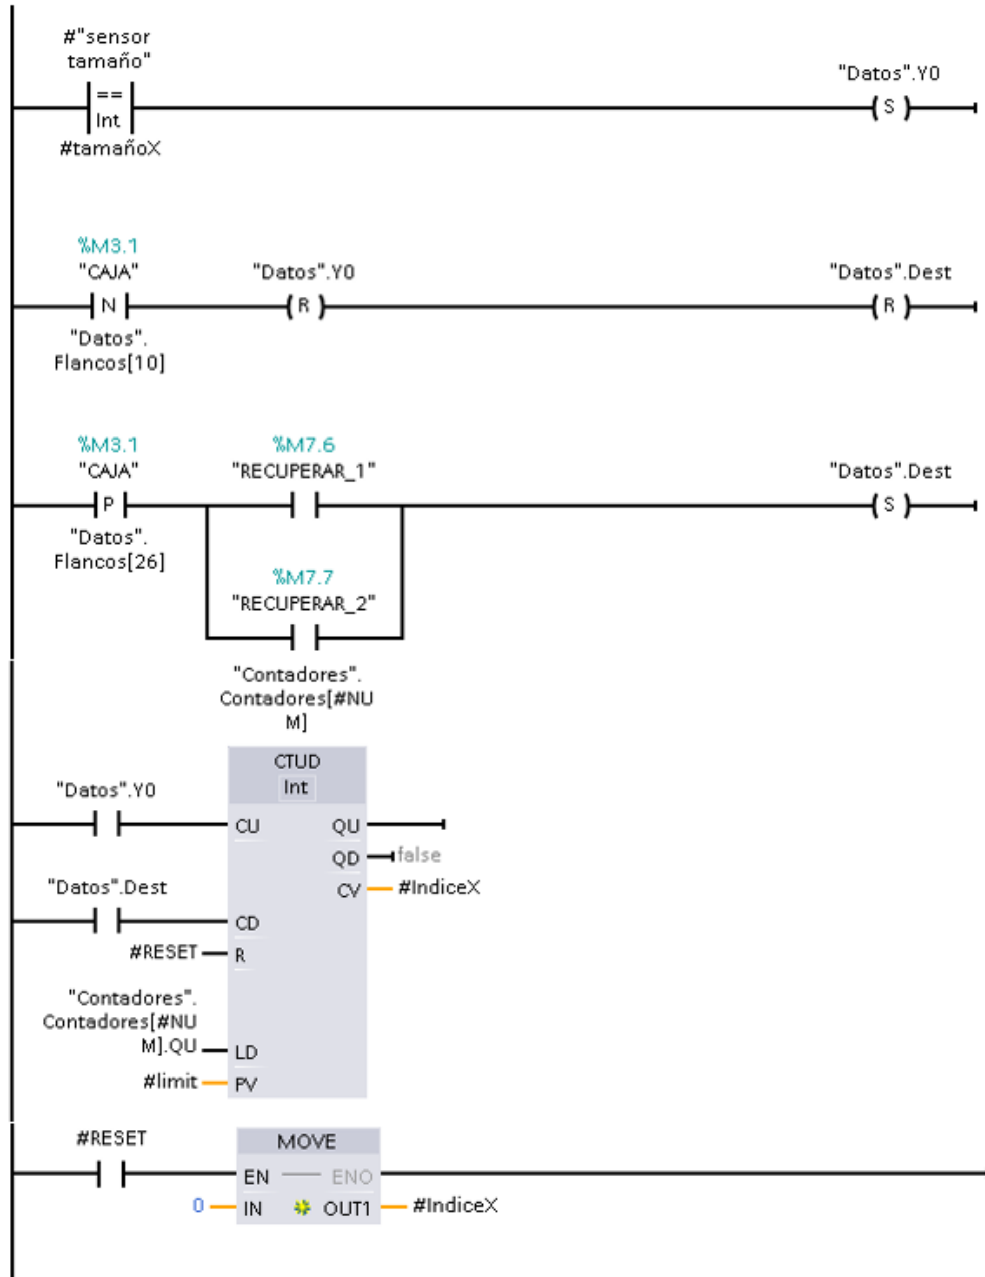 #"sensor
tamaño"
==
Int
#tamañoX
"Datos".Y0
S
%M3.1
"CAJA"
N
"Datos".
Flancos[10]
"Datos".Y0
R
"Datos".Dest
R
%M3.1
"CAJA"
P
"Datos".
Flancos[26]
%M7.6
"RECUPERAR_1"
%M7.7
"RECUPERAR_2"
"Datos".Dest
S
"Contadores".
Contadores[#NU
M]
CTUD
Int
"Datos".Y0
CU
QU
QD
false
CV
#IndiceX
"Datos".Dest
CD
#RESET
R
"Contadores".
Contadores[#NU
M].QU
LD
#limit
PV
#RESET
MOVE
EN
ENO
0
IN
OUT1
#IndiceX